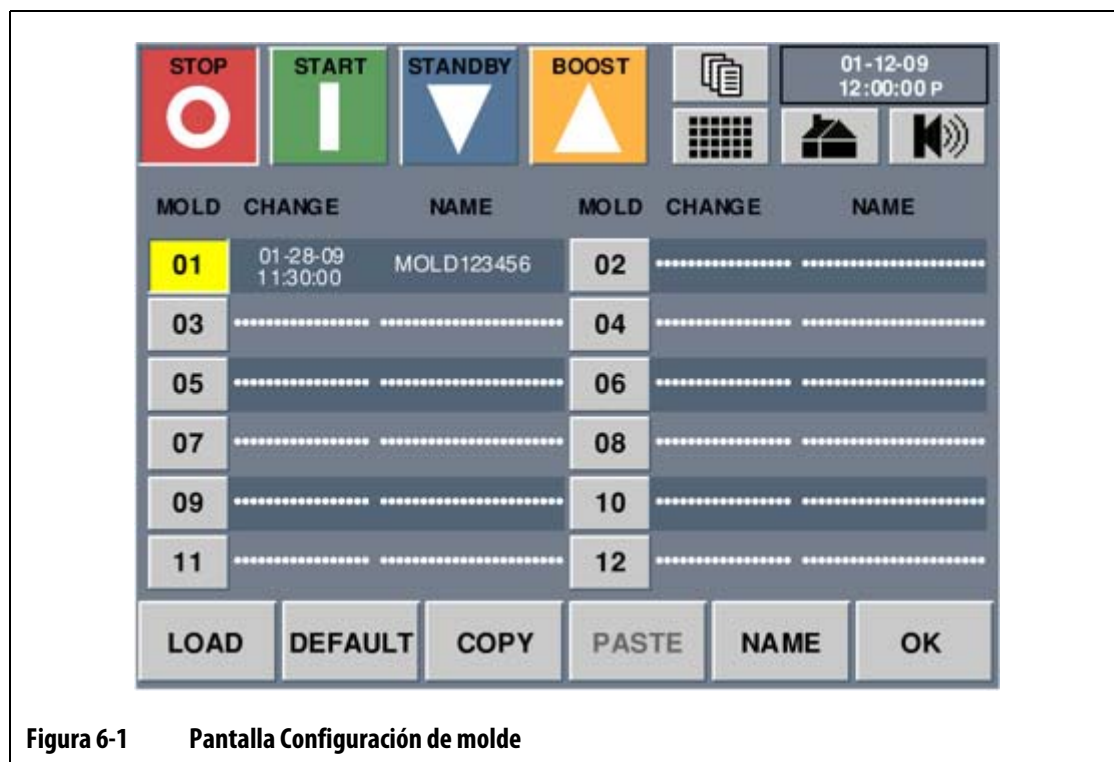 STOP START STANDBY BOOST 01-12-09
12:00:00 P
MOLD CHANGE NAME MOLD CHANGE NAME
01 01-28-09 11:30:00 MOLD123456 02
03 04
05 06
07 08
09 10
11 12
LOAD DEFAULT COPY PASTE NAME OK
Figura 6-1 Pantalla Configuración de molde